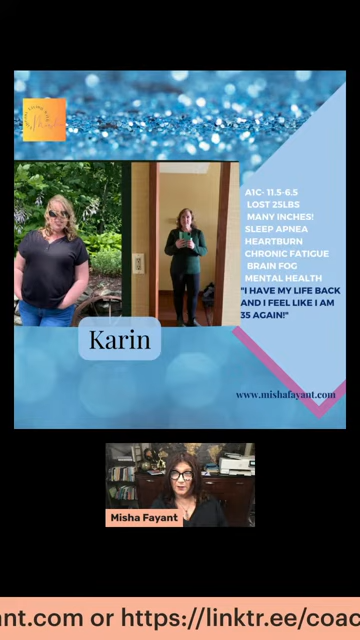 A1C- 11.5-6.5
LOST 25LBS
MANY INCHES!
SLEEP APNEA
HEARTBURN
CHRONIC FATIGUE
BRAIN FOG
MENTAL HEALTH
"I HAVE MY LIFE BACK
AND I FEEL LIKE I AM
35 AGAIN!"
Karin
www.mishafayant.com
Misha Fayant
nt.com or https://linktr.ee/coac